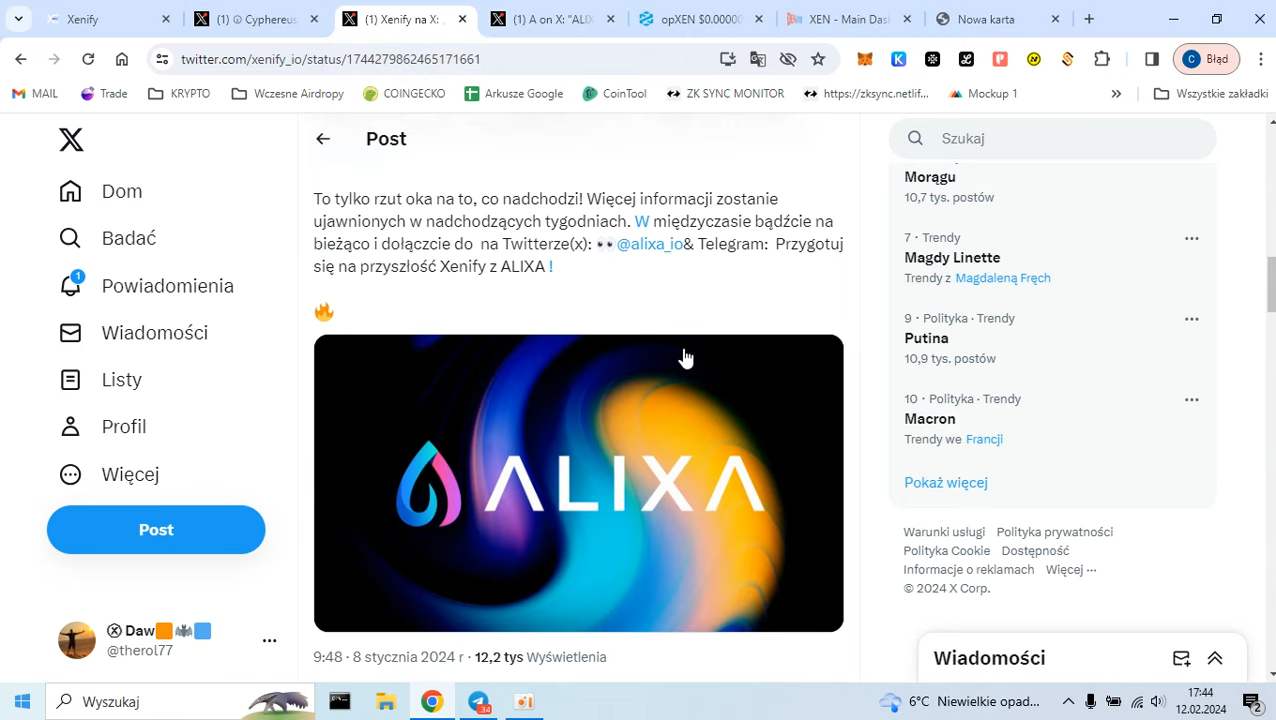 Xenify
(1) Cyphereus
(1) Xenify na X:
(1) A on X: "ALIX
opXEN $0.00000
XEN - Main Das
Nowa karta
twitter.com/xenify_io/status/1744279862465171661
Błąd
MAIL
Trade
KRYPTO
Wczesne Airdropy
COINGECKO
Arkusze Google
CoinTool
ZK SYNC MONITOR
https://zksync.netlif...
Mockup 1
»
Wszystkie zakładki
Dom
Badać
1
Powiadomienia
Wiadomości
Listy
Profil
Więcej
Post
Daw
@therol77
Post
To tylko rzut oka na to, co nadchodzi! Więcej informacji zostanie
ujawnionych w nadchodzących tygodniach. W międzyczasie bądźcie na
bieżąco i dołączcie do na Twitterze(x): 👀@alixa_io& Telegram: Przygotuj
się na przyszłość Xenify z ALIXA !
🔥
ALIXA
9:48 · 8 stycznia 2024 r · 12,2 tys Wyświetlenia
Szukaj
Morągu
10,7 tys. postów
7 · Trendy
Magdy Linette
Trendy z Magdaleną Fręch
9 · Polityka · Trendy
Putina
10,9 tys. postów
10 · Polityka · Trendy
Macron
Trendy we Francji
Pokaż więcej
Warunki usługi Polityka prywatności
Polityka Cookie Dostępność
Informacje o reklamach Więcej ···
© 2024 X Corp.
Wiadomości
Wyszukaj
34
6°C Niewielkie opad...
17:44
12.02.2024
2